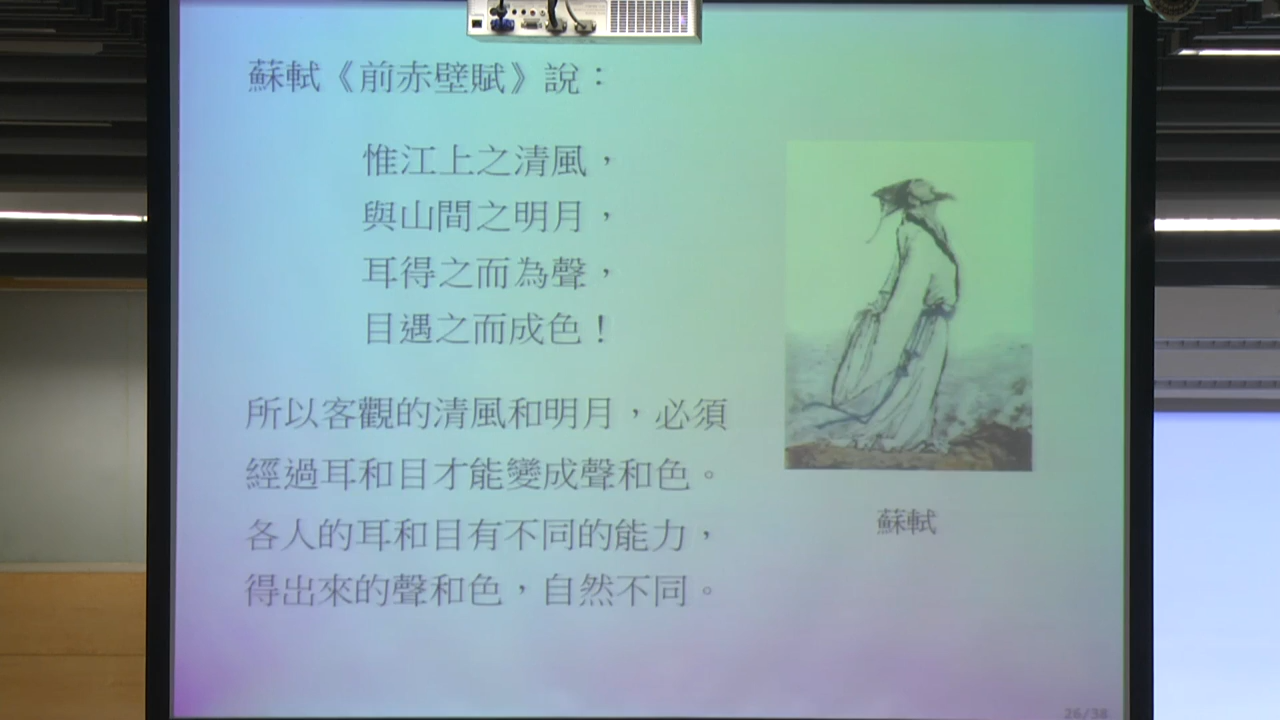 蘇軾《前赤壁賦》說：
惟江上之清風，
與山間之明月，
耳得之而為聲，
目遇之而成色！
所以客觀的清風和明月，必須
經過耳和目才能變成聲和色。
各人的耳和目有不同的能力，
得出來的聲和色，自然不同。
蘇軾
26/38